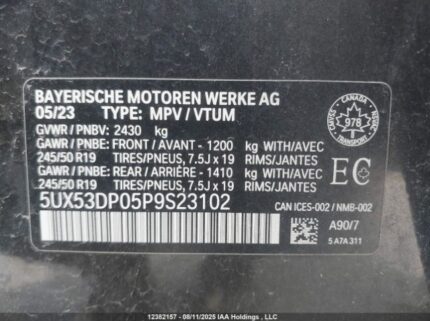 BAYERISCHE MOTOREN WERKE AG
05/23 TYPE: MPV / VTUM
GVWR / PNBV: 2430 kg
GAWR / PNBE: FRONT / AVANT - 1200 kg WITH/AVEC
245/50 R19 TIRES/PNEUS, 7.5J x 19 RIMS/JANTES
GAWR / PNBE: REAR / ARRIÈRE - 1410 kg WITH/AVEC
245/50 R19 TIRES/PNEUS, 7.5J x 19 RIMS/JANTES
5UX53DP05P9S23102
CANADA
CMVSS
978
NSVAC
TRANSPORT
EC
CAN ICES-002 / NMB-002
A90/7
5 A7A 311
12382157 - 08/11/2025 IAA Holdings, LLC